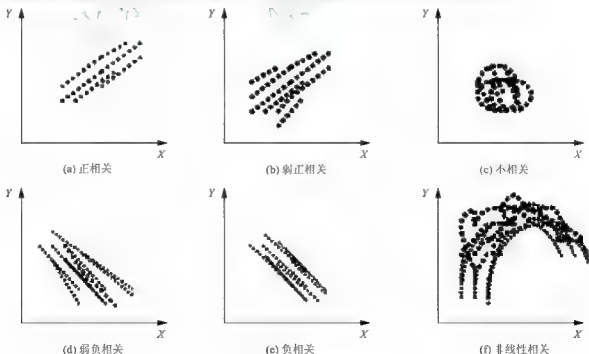 Y Y Y
X X X
(a) 正相关 (b) 弱正相关 (c) 不相关
Y Y Y
X X X
(d) 弱负相关 (e) 负相关 (f) 非线性相关